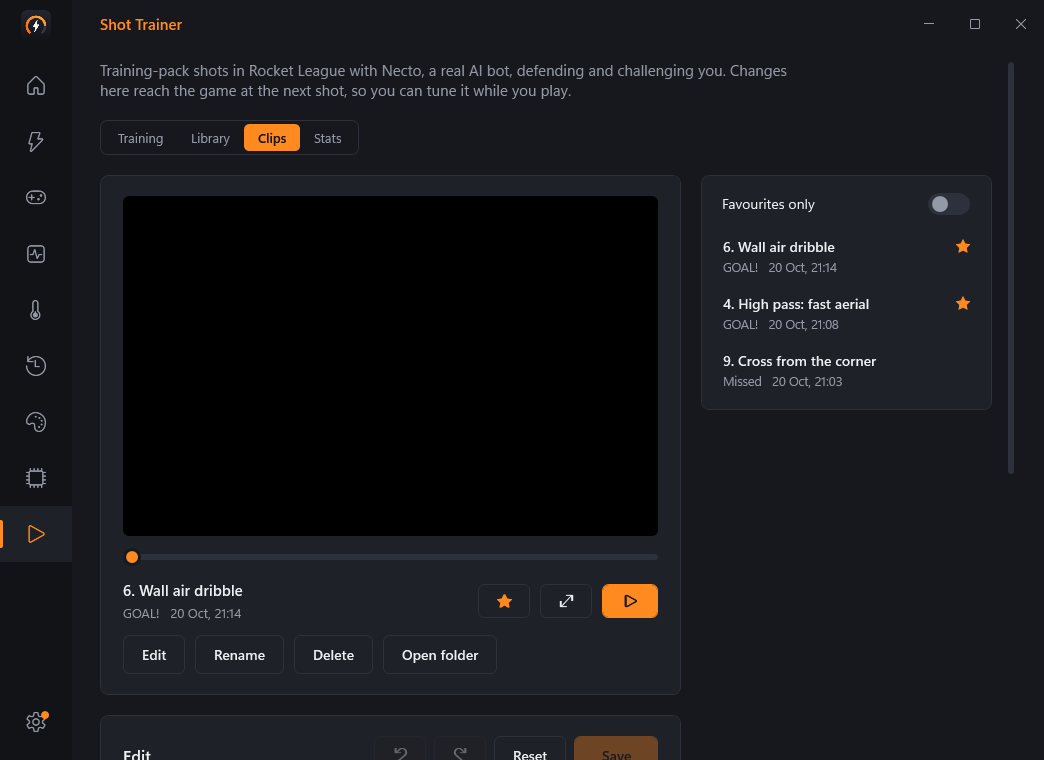 Shot Trainer
Training-pack shots in Rocket League with Necto, a real AI bot, defending and challenging you. Changes
here reach the game at the next shot, so you can tune it while you play.
Training Library Clips Stats
Favourites only
6. Wall air dribble
GOAL! 20 Oct, 21:14
4. High pass: fast aerial
GOAL! 20 Oct, 21:08
9. Cross from the corner
Missed 20 Oct, 21:03
6. Wall air dribble
GOAL! 20 Oct, 21:14
Edit Rename Delete Open folder
Edit Reset Save